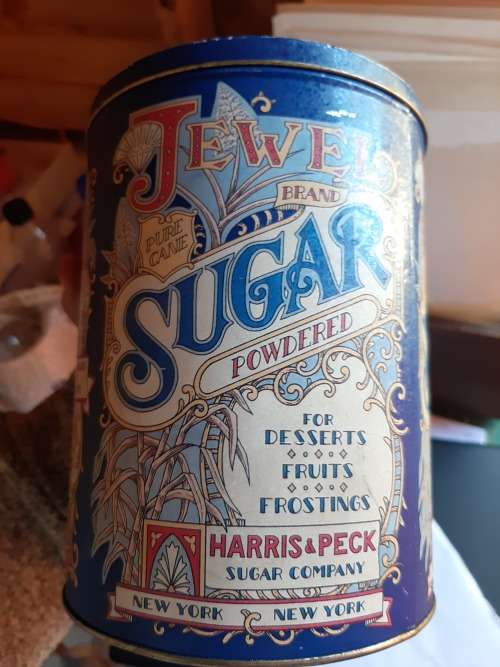 JEWEL
BRAND
PURE
CANE
SUGAR
POWDERED
FOR
DESSERTS
FRUITS
FROSTINGS
HARRIS & PECK
SUGAR COMPANY
NEW YORK NEW YORK